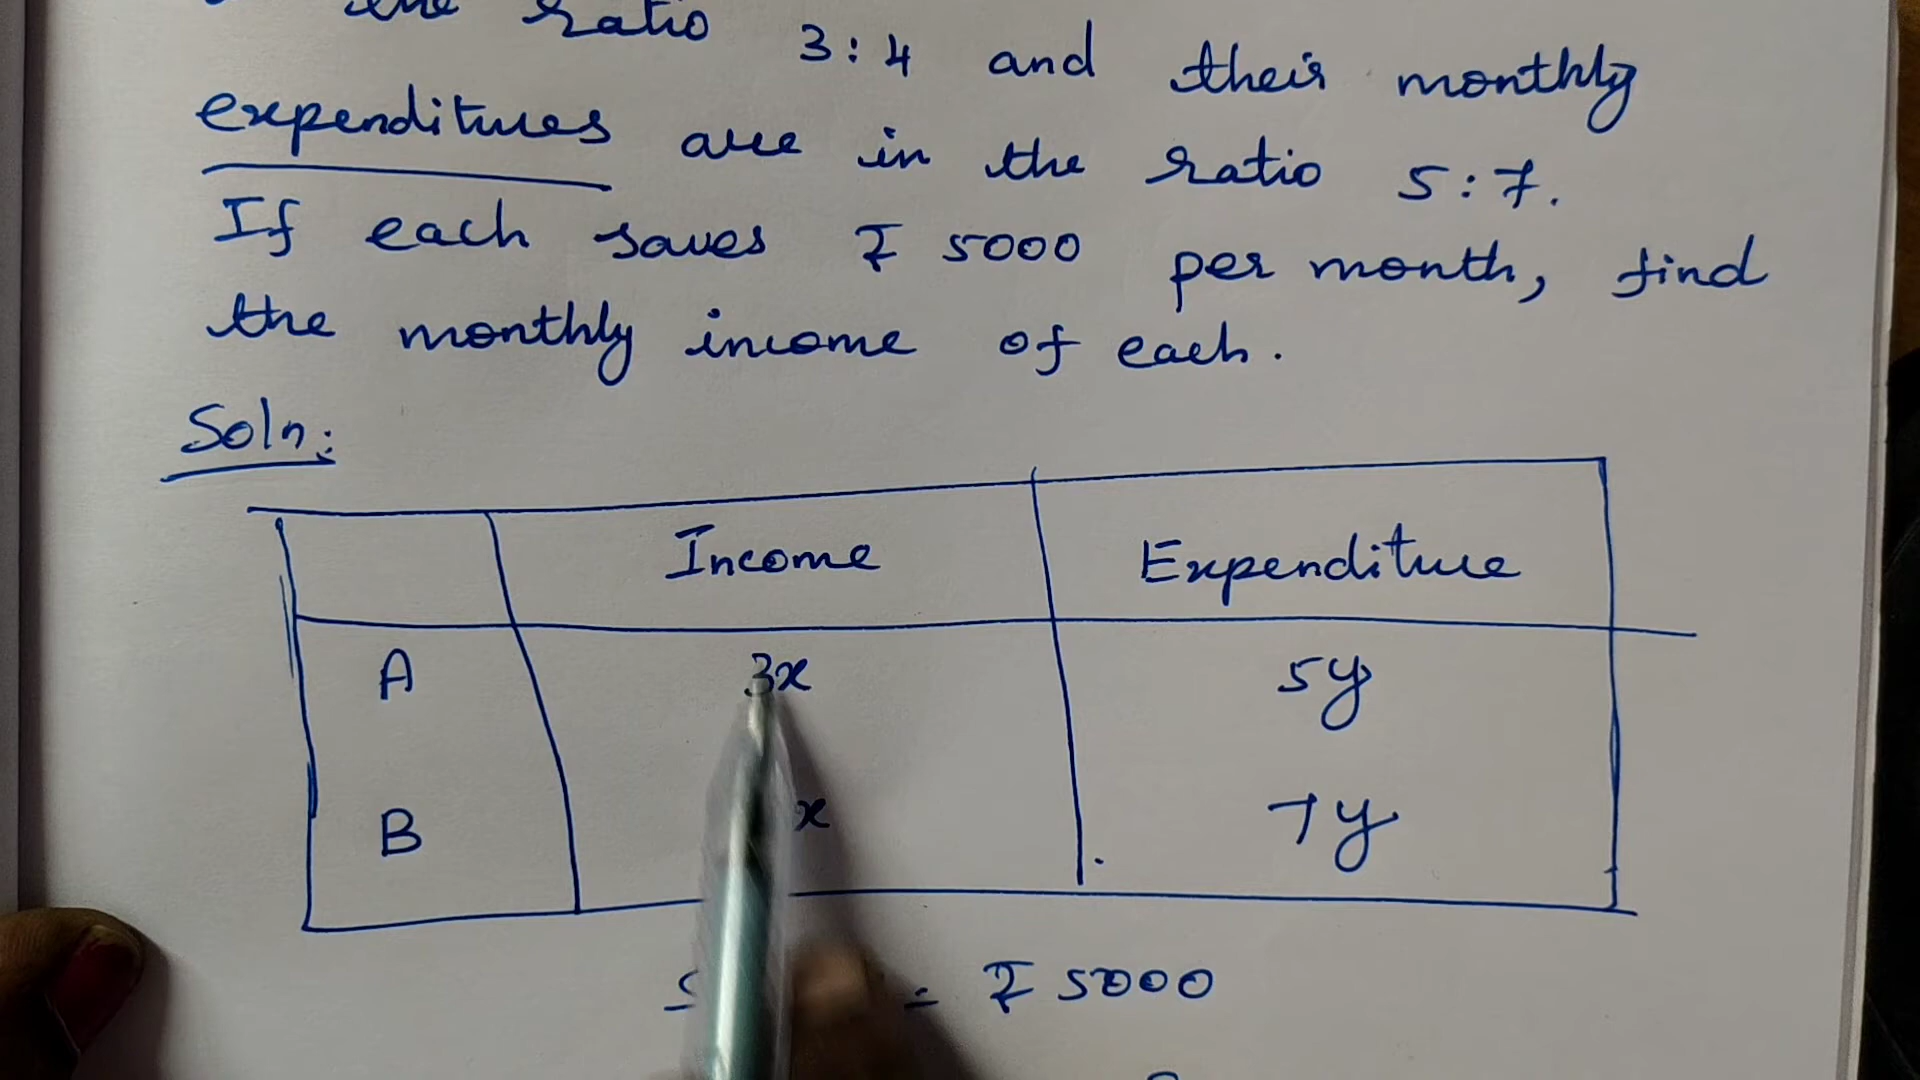 the ratio 3:4 and their monthly
expenditures are in the ratio 5:7.
If each saves ₹ 5000 per month, find
the monthly income of each.
Soln:
Income Expenditure
A 3x 5y
B x 7y
= ₹ 5000